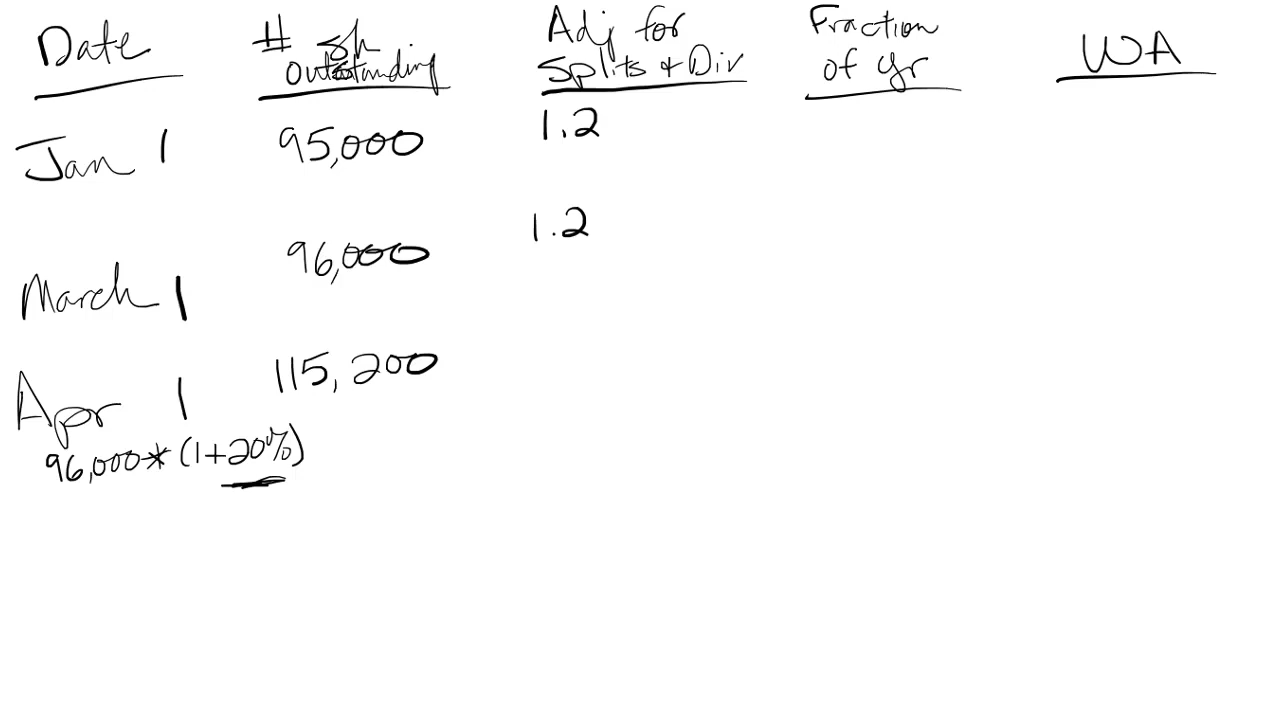 Date # Sh Outstanding Adj for Splits + Div Fraction of Yr WA
Jan 1 95,000 1.2
March 1 96,000 1.2
Apr 1 115,200
96,000 * (1+20%)